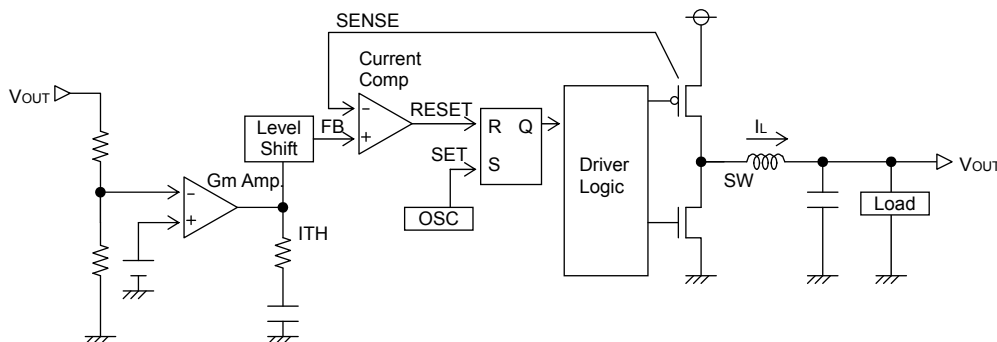 SENSE
Current
Comp
VOUT
Level
Shift
FB
RESET
R Q
S
SET
OSC
Gm Amp.
ITH
Driver
Logic
IL
SW
VOUT
Load
- +
- +